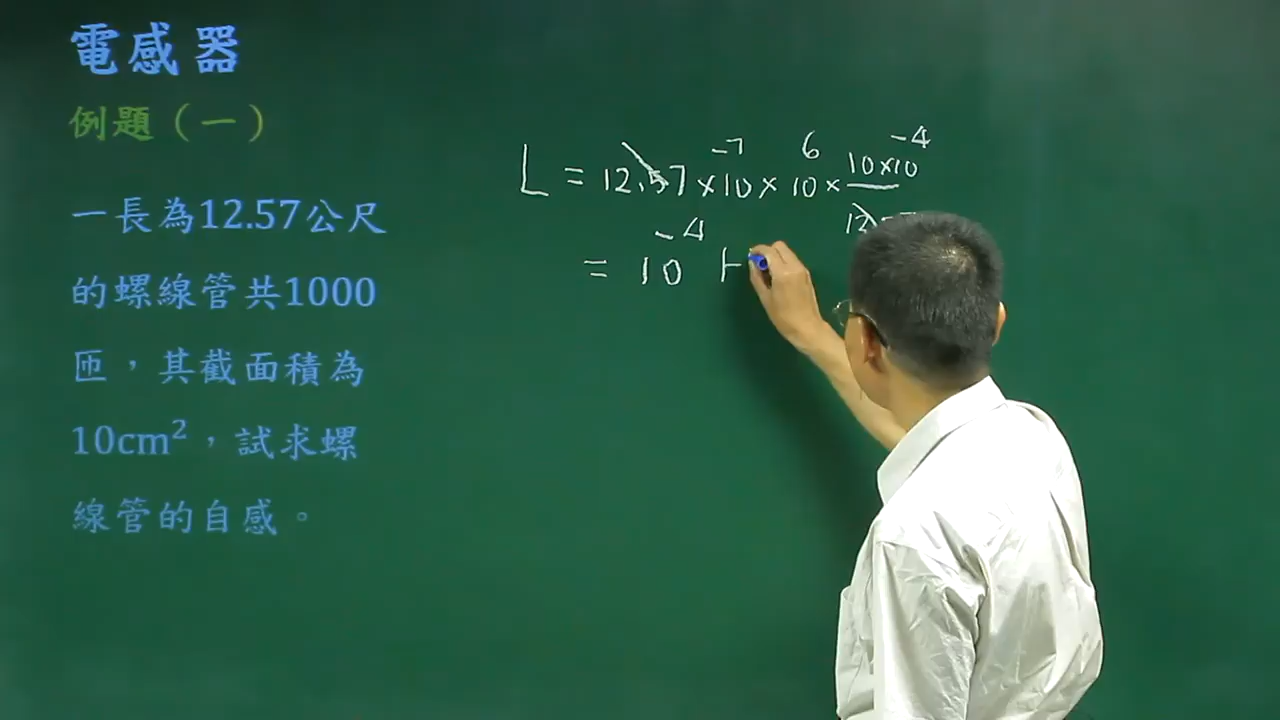 電感器
例題（一）
一長為12.57公尺
的螺線管共1000
匝，其截面積為
10cm²，試求螺
線管的自感。
L = 12.57 × 10⁻⁷ × 10⁶ × 10×10⁻⁴ / 12.57
= 10⁻⁴ H